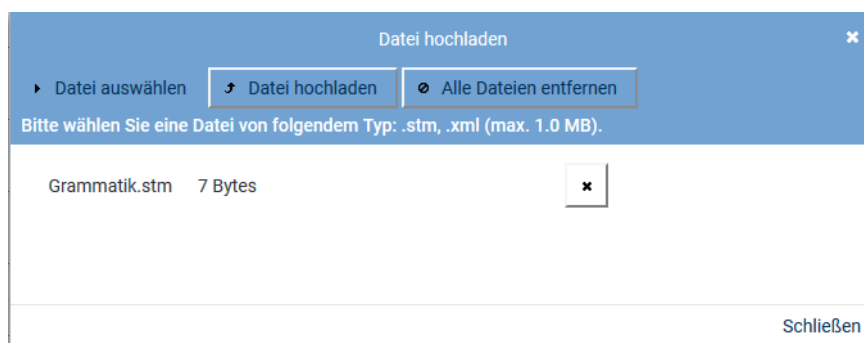 Datei hochladen
Datei auswählen Datei hochladen Alle Dateien entfernen
Bitte wählen Sie eine Datei von folgendem Typ: .stm, .xml (max. 1.0 MB).
Grammatik.stm 7 Bytes
Schließen